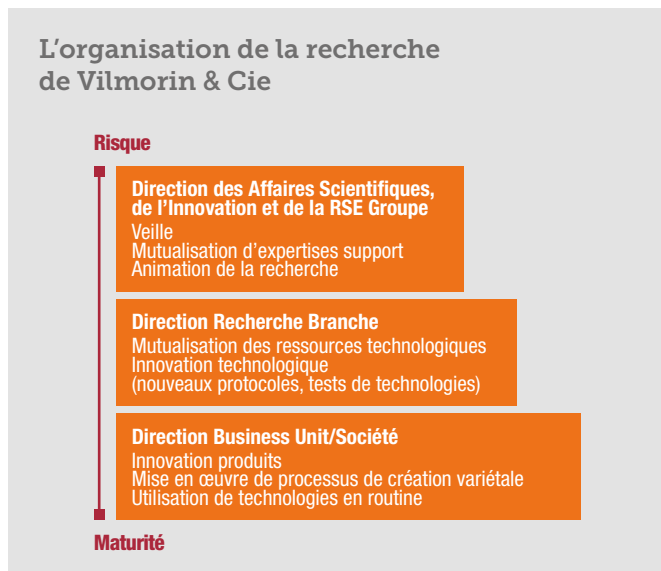 L’organisation de la recherche
de Vilmorin & Cie
Risque
Direction des Affaires Scientifiques,
de l’Innovation et de la RSE Groupe
Veille
Mutualisation d’expertises support
Animation de la recherche
Direction Recherche Branche
Mutualisation des ressources technologiques
Innovation technologique
(nouveaux protocoles, tests de technologies)
Direction Business Unit/Société
Innovation produits
Mise en œuvre de processus de création variétale
Utilisation de technologies en routine
Maturité